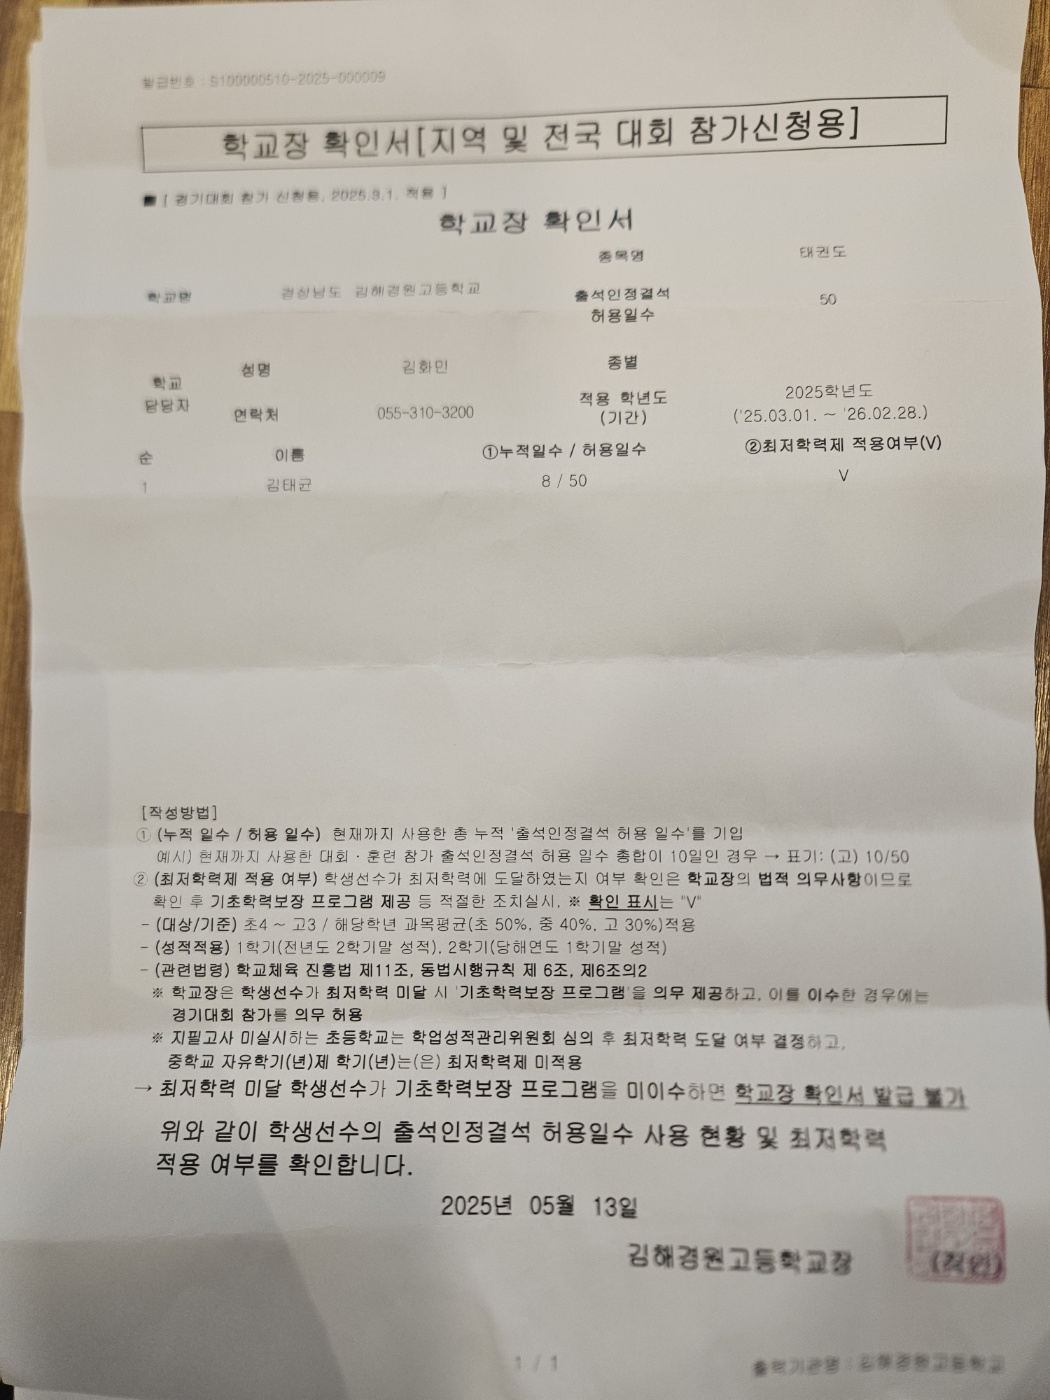 발급번호 : S100000510-2025-000009
학교장 확인서[지역 및 전국 대회 참가신청용]
■ [ 경기대회 참가 신청용, 2025.3.1. 적용 ]
학교장 확인서
종목명 태권도
학교명 경상남도 김해경원고등학교 출석인정결석 허용일수 50
학교 담당자 성명 김화민 종별
연락처 055-310-3200 적용 학년도 (기간) 2025학년도 ('25.03.01. ~ '26.02.28.)
순 이름 ①누적일수 / 허용일수 ②최저학력제 적용여부(V)
1 김태균 8 / 50 V
[작성방법]
① (누적 일수 / 허용 일수) 현재까지 사용한 총 누적 '출석인정결석 허용 일수'를 기입
예시) 현재까지 사용한 대회 · 훈련 참가 출석인정결석 허용 일수 총합이 10일인 경우 → 표기: (고) 10/50
② (최저학력제 적용 여부) 학생선수가 최저학력에 도달하였는지 여부 확인은 학교장의 법적 의무사항이므로
확인 후 기초학력보장 프로그램 제공 등 적절한 조치실시. ※ 확인 표시는 "V"
- (대상/기준) 초4 ~ 고3 / 해당학년 과목평균(초 50%, 중 40%, 고 30%)적용
- (성적적용) 1학기(전년도 2학기말 성적), 2학기(당해연도 1학기말 성적)
- (관련법령) 학교체육 진흥법 제11조, 동법시행규칙 제 6조, 제6조의2
※ 학교장은 학생선수가 최저학력 미달 시 '기초학력보장 프로그램'을 의무 제공하고, 이를 이수한 경우에는
경기대회 참가를 의무 허용
※ 지필고사 미실시하는 초등학교는 학업성적관리위원회 심의 후 최저학력 도달 여부 결정하고,
중학교 자유학기(년)제 학기(년)는(은) 최저학력제 미적용
→ 최저학력 미달 학생선수가 기초학력보장 프로그램을 미이수하면 학교장 확인서 발급 불가
위와 같이 학생선수의 출석인정결석 허용일수 사용 현황 및 최저학력
적용 여부를 확인합니다.
2025년 05월 13일
김해경원고등학교장 (직인)
1 / 1
출력기관명 : 김해경원고등학교